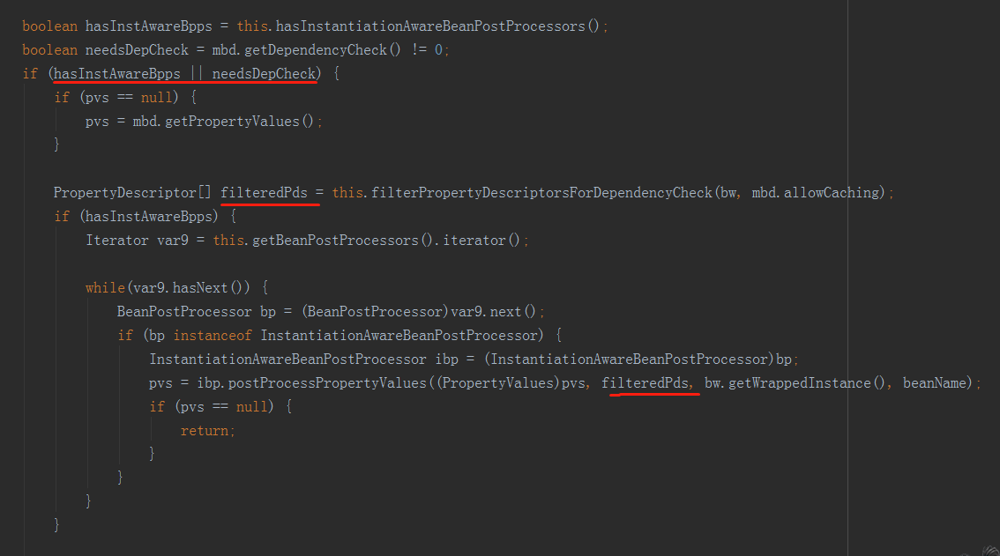 boolean hasInstAwareBpps = this.hasInstantiationAwareBeanPostProcessors();
boolean needsDepCheck = mbd.getDependencyCheck() != 0;
if (hasInstAwareBpps || needsDepCheck) {
if (pvs == null) {
pvs = mbd.getPropertyValues();
}
PropertyDescriptor[] filteredPds = this.filterPropertyDescriptorsForDependencyCheck(bw, mbd.allowCaching);
if (hasInstAwareBpps) {
Iterator var9 = this.getBeanPostProcessors().iterator();
while(var9.hasNext()) {
BeanPostProcessor bp = (BeanPostProcessor)var9.next();
if (bp instanceof InstantiationAwareBeanPostProcessor) {
InstantiationAwareBeanPostProcessor ibp = (InstantiationAwareBeanPostProcessor)bp;
pvs = ibp.postProcessPropertyValues((PropertyValues)pvs, filteredPds, bw.getWrappedInstance(), beanName);
if (pvs == null) {
return;
}
}
}
}